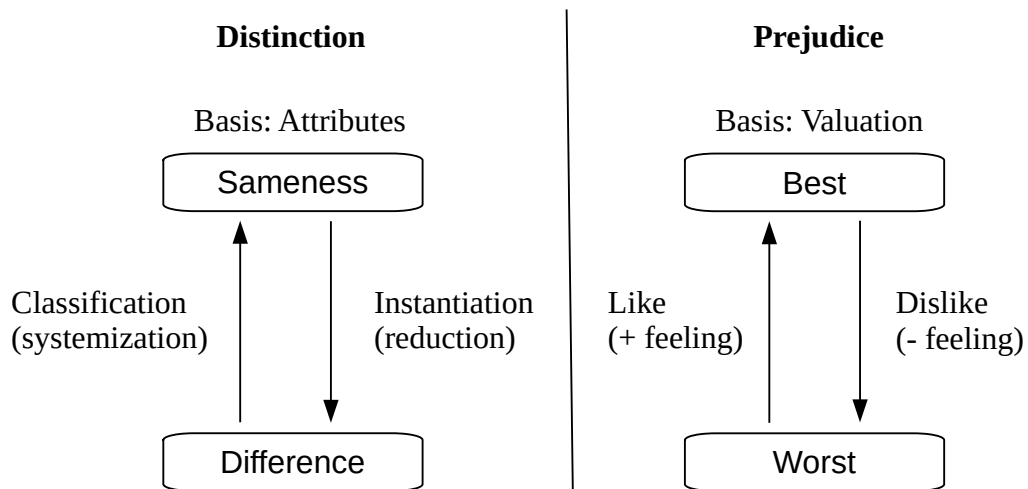 Distinction
Basis: Attributes
Sameness
Classification
(systemization)
Instantiation
(reduction)
Difference
Prejudice
Basis: Valuation
Best
Like
(+ feeling)
Dislike
(- feeling)
Worst